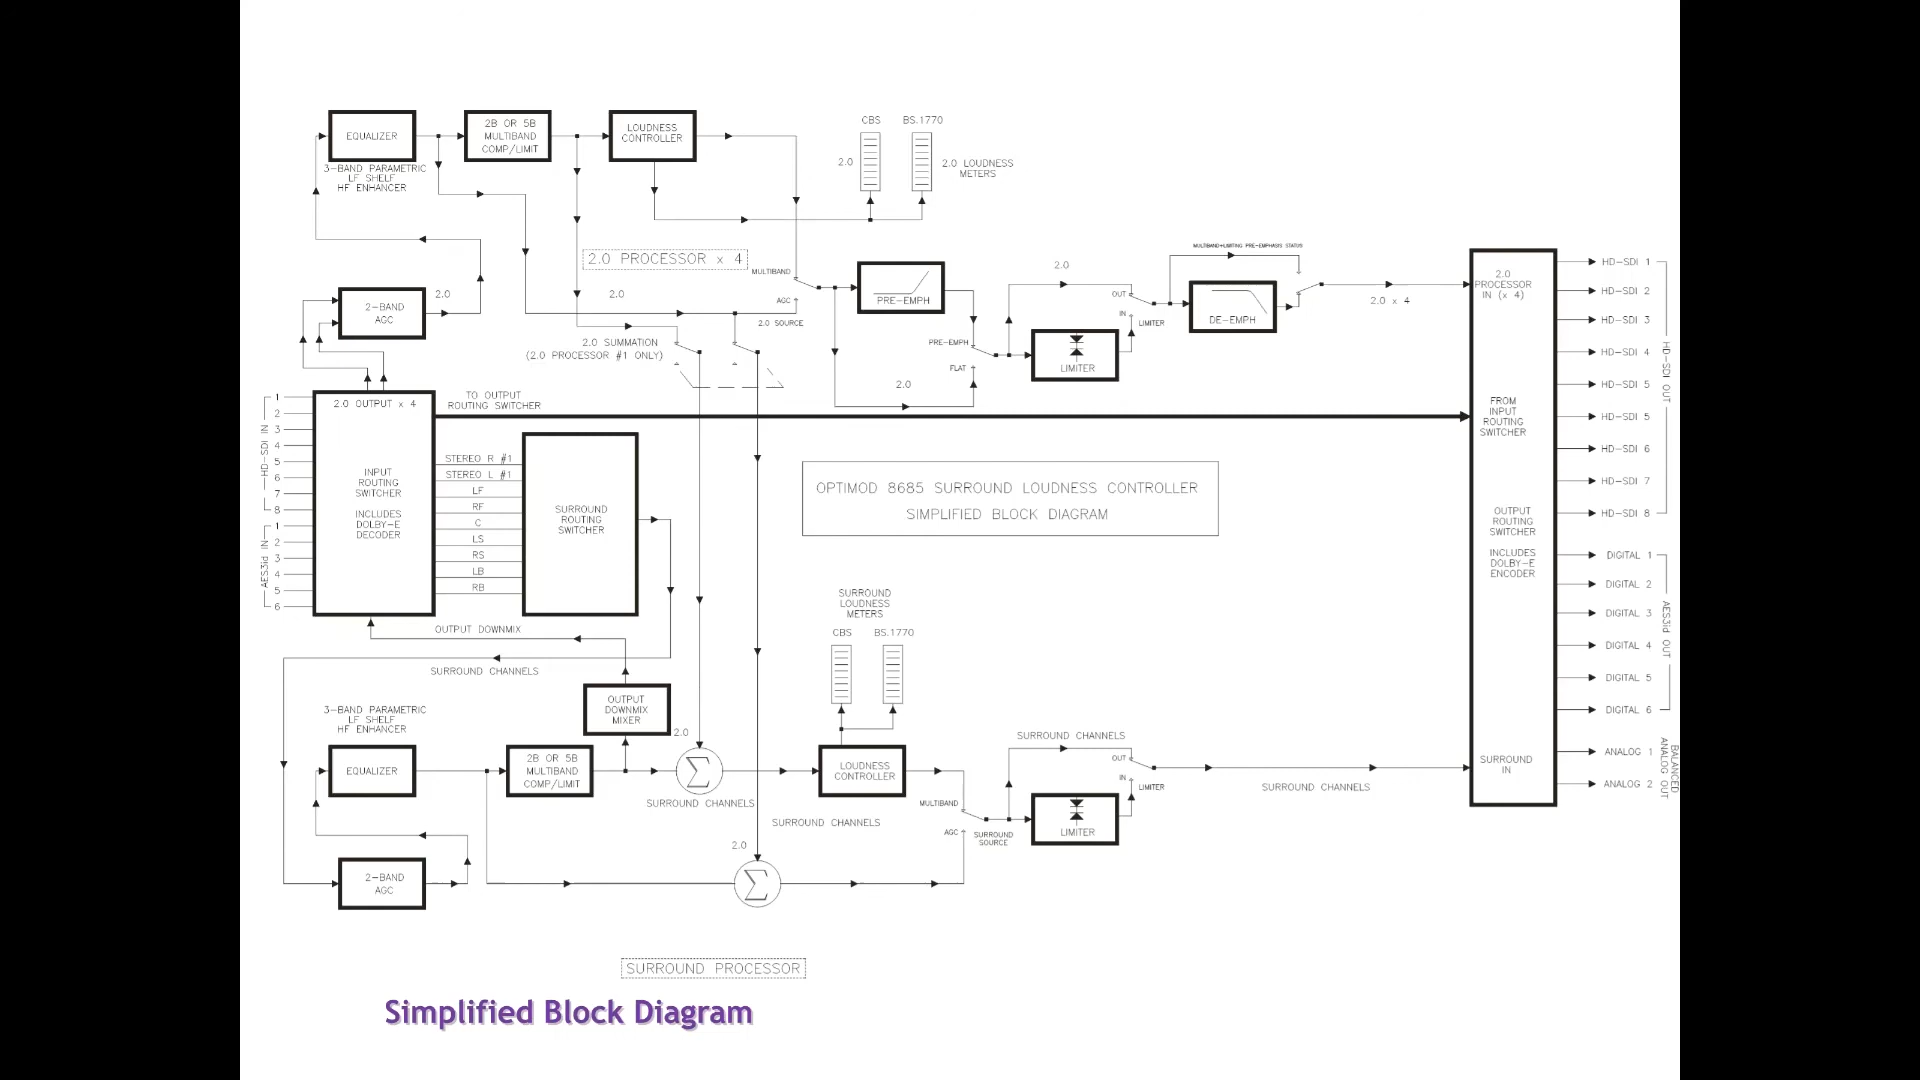 CBS
BS.1770
EQUALIZER
2B OR 5B
MULTIBAND
COMP/LIMIT
LOUDNESS
CONTROLLER
2.0
2.0 LOUDNESS
METERS
3-BAND PARAMETRIC
LF SHELF
HF ENHANCER
2.0 PROCESSOR x 4
MULTIBAND
AGC
2.0 SOURCE
2-BAND
AGC
2.0
2.0
2.0 SUMMATION
(2.0 PROCESSOR #1 ONLY)
PRE-EMPH
PRE-EMPH
FLAT
2.0
2.0
OUT
IN
LIMITER
LIMITER
MULTIBAND+LIMITING PRE-EMPHASIS STATUS
DE-EMPH
2.0 x 4
2.0
PROCESSOR
IN (x 4)
FROM
INPUT
ROUTING
SWITCHER
OUTPUT
ROUTING
SWITCHER
INCLUDES
DOLBY-E
ENCODER
SURROUND
IN
HD-SDI 1
HD-SDI 2
HD-SDI 3
HD-SDI 4
HD-SDI 5
HD-SDI 5
HD-SDI 6
HD-SDI 7
HD-SDI 8
HD-SDI OUT
DIGITAL 1
DIGITAL 2
DIGITAL 3
DIGITAL 4
DIGITAL 5
DIGITAL 6
AES3id OUT
ANALOG 1
ANALOG 2
BALANCED
ANALOG OUT
2.0 OUTPUT x 4
TO OUTPUT
ROUTING SWITCHER
HD-SDI IN
1
2
3
4
5
6
7
8
AES3id IN
1
2
3
4
5
6
INPUT
ROUTING
SWITCHER
INCLUDES
DOLBY-E
DECODER
STEREO R #1
STEREO L #1
LF
RF
C
LS
RS
LB
RB
SURROUND
ROUTING
SWITCHER
OPTIMOD 8685 SURROUND LOUDNESS CONTROLLER
SIMPLIFIED BLOCK DIAGRAM
OUTPUT DOWNMIX
SURROUND CHANNELS
OUTPUT
DOWNMIX
MIXER
SURROUND
LOUDNESS
METERS
CBS
BS.1770
3-BAND PARAMETRIC
LF SHELF
HF ENHANCER
EQUALIZER
2B OR 5B
MULTIBAND
COMP/LIMIT
2.0
Σ
SURROUND CHANNELS
LOUDNESS
CONTROLLER
SURROUND CHANNELS
MULTIBAND
AGC
SURROUND
SOURCE
SURROUND CHANNELS
OUT
IN
LIMITER
LIMITER
SURROUND CHANNELS
2-BAND
AGC
2.0
Σ
SURROUND PROCESSOR
Simplified Block Diagram